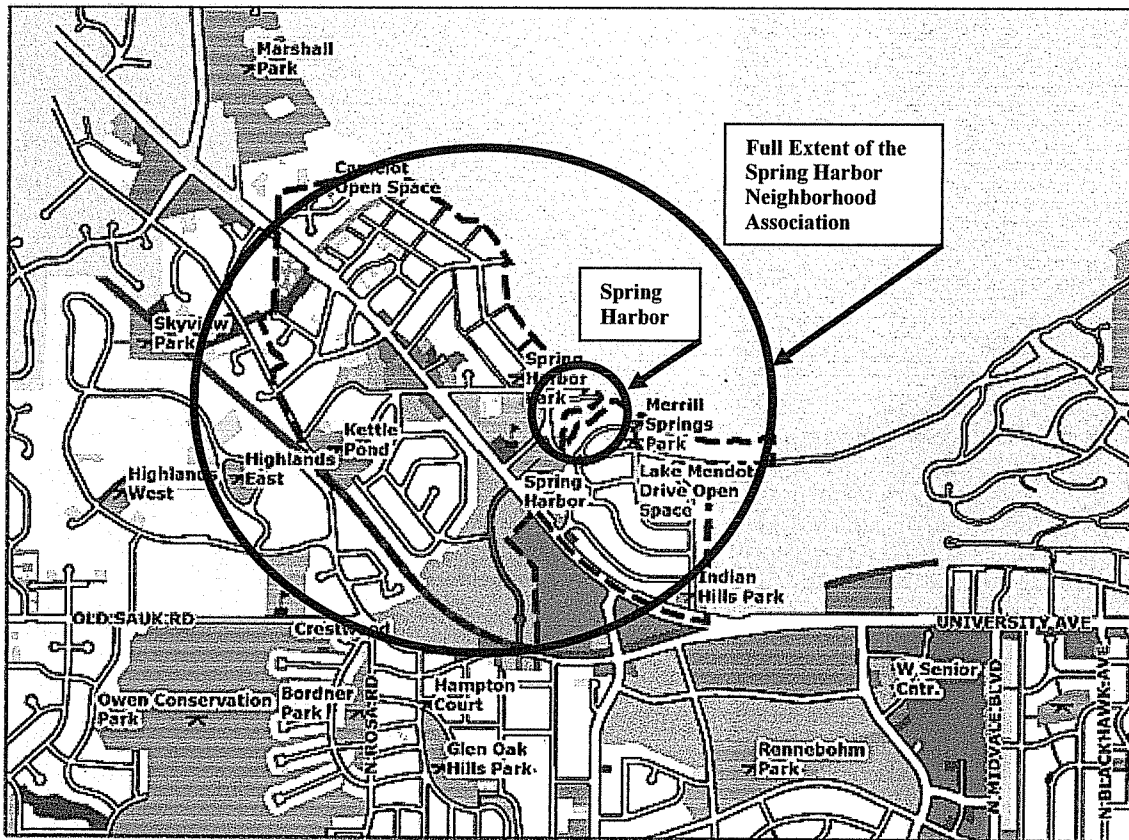 Marshall
Park
Full Extent of the
Spring Harbor
Neighborhood
Association
Camelot
Open Space
Spring
Harbor
Skyview
Park
Spring
Harbor
Park
Merrill
Springs
Park
Kettle
Pond
Highlands
East
Highlands
West
Spring
Harbor
Lake Mendot
Drive Open
Space
Indian
Hills Park
OLD SAUK RD
UNIVERSITY AVE
Crestwood
W Senior
Cntr.
Owen Conservation
Park
Bordner
Park
N ROSA RD
Hampton
Court
Glen Oak
Hills Park
Rennebohm
Park
N MIDVALE BLVD
N BLACKHAWK AVE